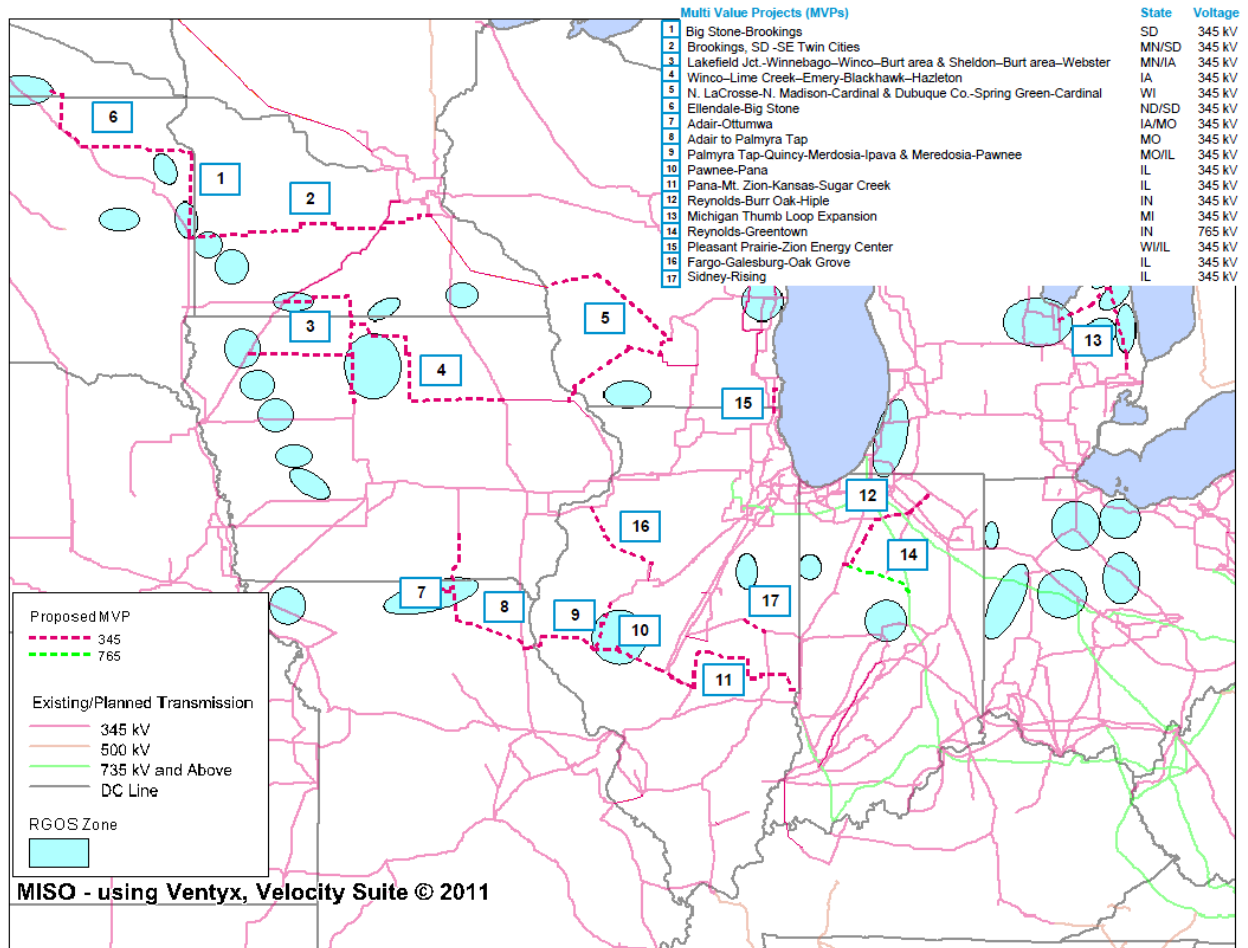 Multi Value Projects (MVPs) State Voltage
1 Big Stone-Brookings SD 345 kV
2 Brookings, SD -SE Twin Cities MN/SD 345 kV
3 Lakefield Jct.-Winnebago–Winco–Burt area & Sheldon–Burt area–Webster MN/IA 345 kV
4 Winco–Lime Creek–Emery-Blackhawk–Hazleton IA 345 kV
5 N. LaCrosse-N. Madison-Cardinal & Dubuque Co.-Spring Green-Cardinal WI 345 kV
6 Ellendale-Big Stone ND/SD 345 kV
7 Adair-Ottumwa IA/MO 345 kV
8 Adair to Palmyra Tap MO 345 kV
9 Palmyra Tap-Quincy-Merdosia-Ipava & Meredosia-Pawnee MO/IL 345 kV
10 Pawnee-Pana IL 345 kV
11 Pana-Mt. Zion-Kansas-Sugar Creek IL 345 kV
12 Reynolds-Burr Oak-Hiple IN 345 kV
13 Michigan Thumb Loop Expansion MI 345 kV
14 Reynolds-Greentown IN 765 kV
15 Pleasant Prairie-Zion Energy Center WI/IL 345 kV
16 Fargo-Galesburg-Oak Grove IL 345 kV
17 Sidney-Rising IL 345 kV
6
1
2
3
5
13
4
15
12
16
14
7
8
9
10
17
11
Proposed MVP
345
765
Existing/Planned Transmission
345 kV
500 kV
735 kV and Above
DC Line
RGOS Zone
MISO - using Ventyx, Velocity Suite © 2011